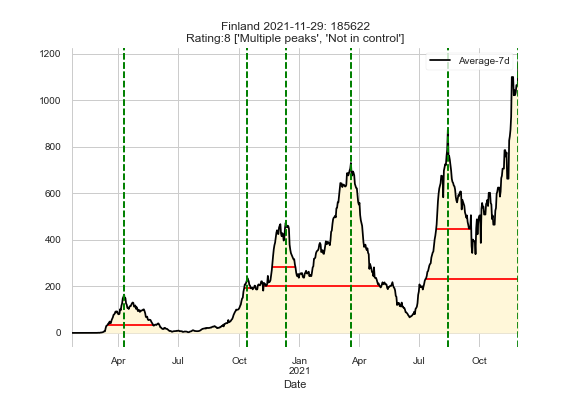 Finland 2021-11-29: 185622
Rating:8 ['Multiple peaks', 'Not in control']
Average-7d
1200
1000
800
600
400
200
0
Apr Jul Oct Jan Apr Jul Oct
2021
Date